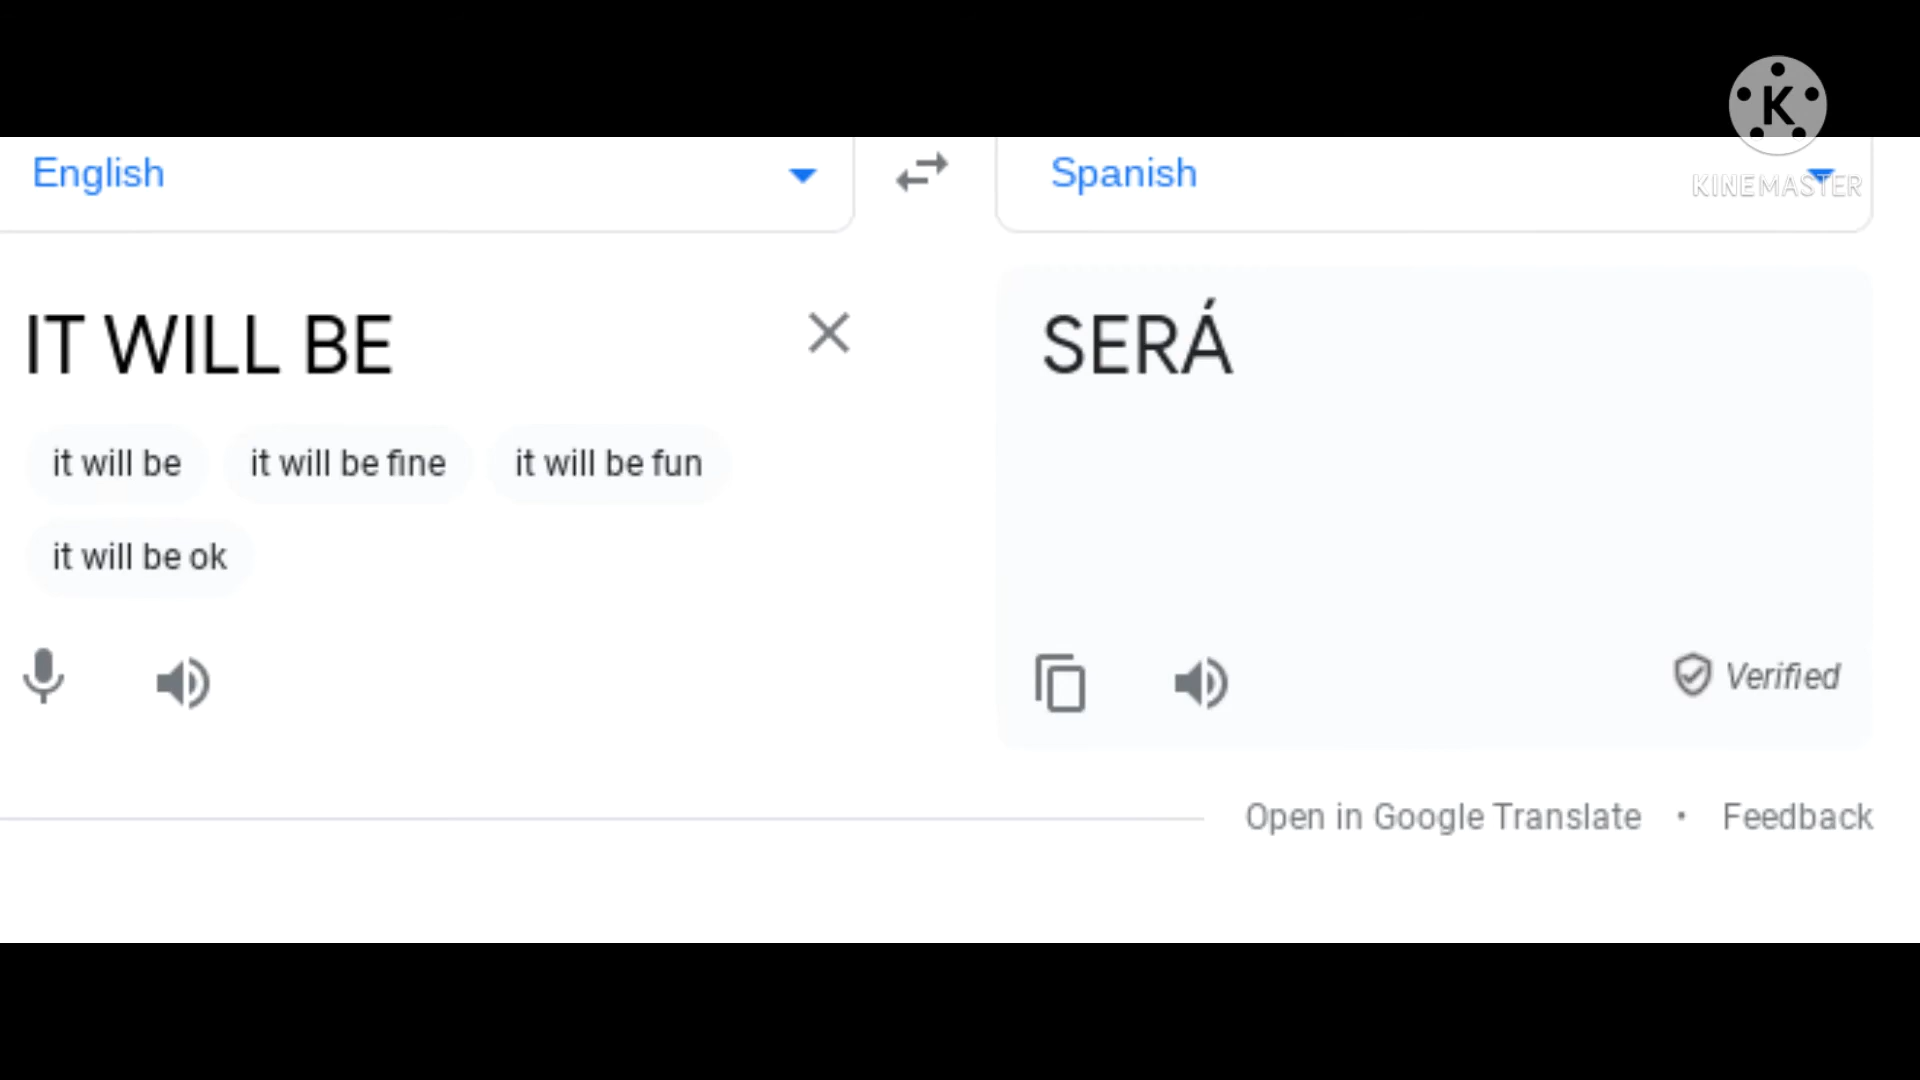 K
KINEMASTER
English
Spanish
IT WILL BE
SERÁ
it will be
it will be fine
it will be fun
it will be ok
Verified
Open in Google Translate • Feedback